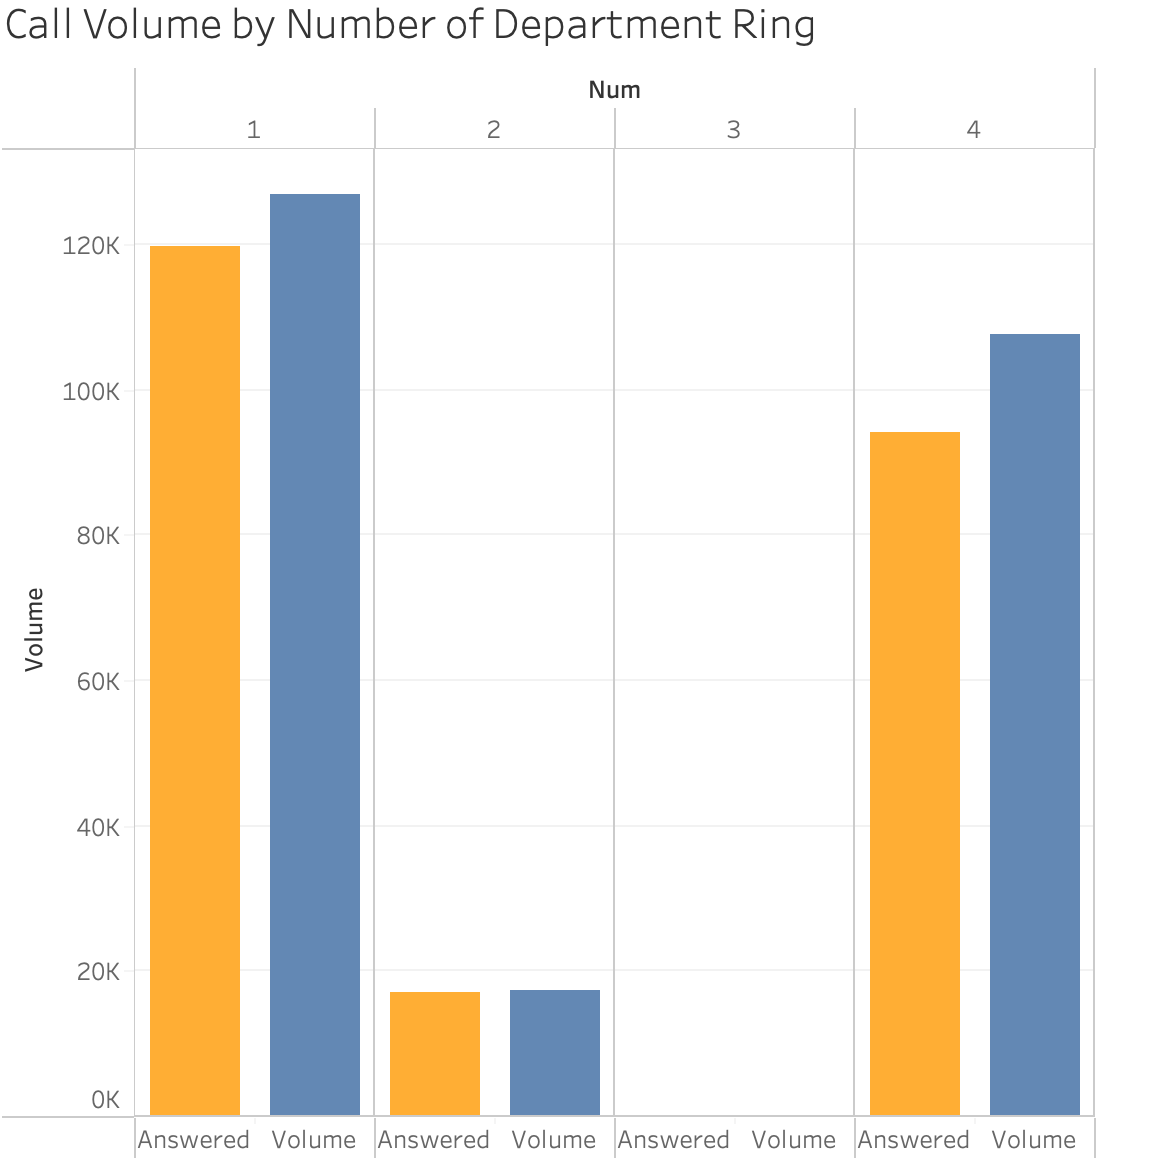 Call Volume by Number of Department Ring
Num
1 2 3 4
120K
100K
80K
60K
40K
20K
0K
Volume
Answered Volume Answered Volume Answered Volume Answered Volume